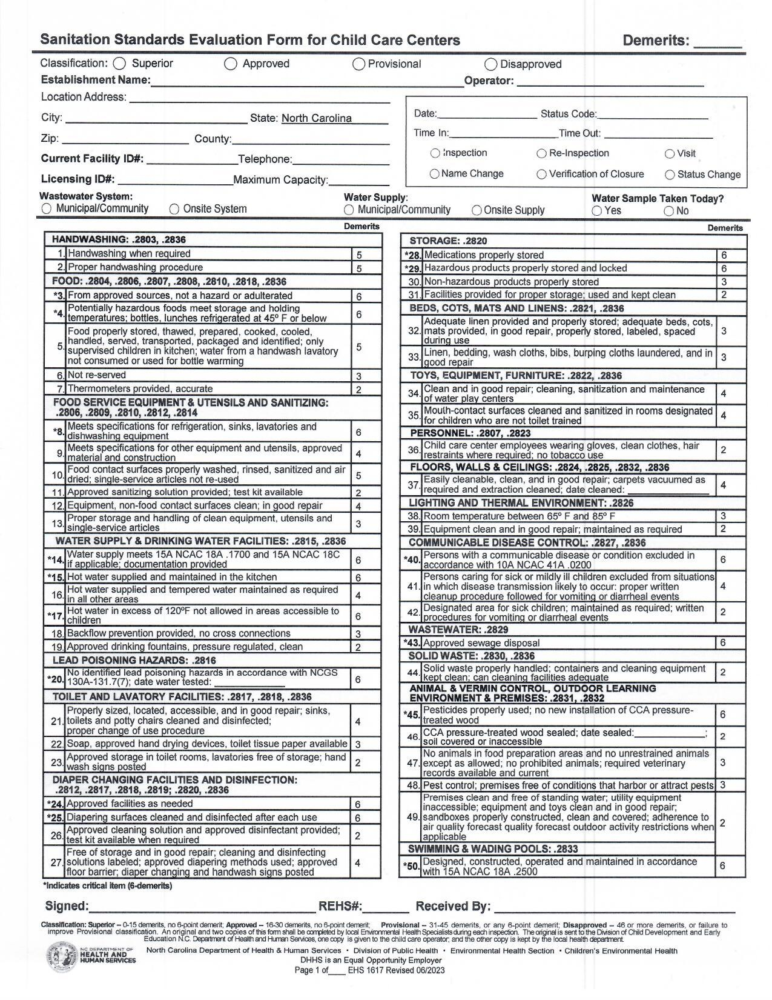 Sanitation Standards Evaluation Form for Child Care Centers Demerits: ______
Classification: ○ Superior ○ Approved ○ Provisional ○ Disapproved
Establishment Name: ______ Operator: ______
Location Address: ______
City: ______ State: North Carolina
Zip: ______ County: ______
Current Facility ID#: ______ Telephone: ______
Licensing ID#: ______ Maximum Capacity: ______
Date: ______ Status Code: ______
Time In: ______ Time Out: ______
○ Inspection ○ Re-Inspection ○ Visit
○ Name Change ○ Verification of Closure ○ Status Change
Wastewater System: Water Supply: Water Sample Taken Today?
○ Municipal/Community ○ Onsite System ○ Municipal/Community ○ Onsite Supply ○ Yes ○ No
Demerits
HANDWASHING: .2803, .2836
1. Handwashing when required 5
2. Proper handwashing procedure 5
FOOD: .2804, .2806, .2807, .2808, .2810, .2818, .2836
*3. From approved sources, not a hazard or adulterated 6
*4. Potentially hazardous foods meet storage and holding
temperatures; bottles, lunches refrigerated at 45º F or below 6
5. Food properly stored, thawed, prepared, cooked, cooled,
handled, served, transported, packaged and identified; only
supervised children in kitchen; water from a handwash lavatory
not consumed or used for bottle warming 5
6. Not re-served 3
7. Thermometers provided, accurate 2
FOOD SERVICE EQUIPMENT & UTENSILS AND SANITIZING:
.2806, .2809, .2810, .2812, .2814
*8. Meets specifications for refrigeration, sinks, lavatories and
dishwashing equipment 6
9. Meets specifications for other equipment and utensils, approved
material and construction 4
10. Food contact surfaces properly washed, rinsed, sanitized and air
dried; single-service articles not re-used 5
11. Approved sanitizing solution provided; test kit available 2
12. Equipment, non-food contact surfaces clean; in good repair 4
13. Proper storage and handling of clean equipment, utensils and
single-service articles 3
WATER SUPPLY & DRINKING WATER FACILITIES: .2815, .2836
*14. Water supply meets 15A NCAC 18A .1700 and 15A NCAC 18C
if applicable; documentation provided 6
*15. Hot water supplied and maintained in the kitchen 6
16. Hot water supplied and tempered water maintained as required
in all other areas 4
*17. Hot water in excess of 120ºF not allowed in areas accessible to
children 6
18. Backflow prevention provided, no cross connections 3
19. Approved drinking fountains, pressure regulated, clean 2
LEAD POISONING HAZARDS: .2816
*20. No identified lead poisoning hazards in accordance with NCGS
130A-131.7(7); date water tested: ______ 6
TOILET AND LAVATORY FACILITIES: .2817, .2818, .2836
21. Properly sized, located, accessible, and in good repair; sinks,
toilets and potty chairs cleaned and disinfected;
proper change of use procedure 4
22. Soap, approved hand drying devices, toilet tissue paper available 3
23. Approved storage in toilet rooms, lavatories free of storage; hand
wash signs posted 2
DIAPER CHANGING FACILITIES AND DISINFECTION:
.2812, .2817, .2818, .2819; .2820, .2836
*24. Approved facilities as needed 6
*25. Diapering surfaces cleaned and disinfected after each use 6
26. Approved cleaning solution and approved disinfectant provided;
test kit available when required 2
27. Free of storage and in good repair; cleaning and disinfecting
solutions labeled; approved diapering methods used; approved
floor barrier; diaper changing and handwash signs posted 4
*Indicates critical item (6-demerits)
Demerits
STORAGE: .2820
*28. Medications properly stored 6
*29. Hazardous products properly stored and locked 6
30. Non-hazardous products properly stored 3
31. Facilities provided for proper storage; used and kept clean 2
BEDS, COTS, MATS AND LINENS: .2821, .2836
32. Adequate linen provided and properly stored; adequate beds, cots,
mats provided, in good repair, properly stored, labeled, spaced
during use 3
33. Linen, bedding, wash cloths, bibs, burping cloths laundered, and in
good repair 3
TOYS, EQUIPMENT, FURNITURE: .2822, .2836
34. Clean and in good repair; cleaning, sanitization and maintenance
of water play centers 4
35. Mouth-contact surfaces cleaned and sanitized in rooms designated
for children who are not toilet trained 4
PERSONNEL: .2807, .2823
36. Child care center employees wearing gloves, clean clothes, hair
restraints where required; no tobacco use 2
FLOORS, WALLS & CEILINGS: .2824, .2825, .2832, .2836
37. Easily cleanable, clean, and in good repair; carpets vacuumed as
required and extraction cleaned; date cleaned: ______ 4
LIGHTING AND THERMAL ENVIRONMENT: .2826
38. Room temperature between 65º F and 85º F 3
39. Equipment clean and in good repair; maintained as required 2
COMMUNICABLE DISEASE CONTROL: .2827, .2836
*40. Persons with a communicable disease or condition excluded in
accordance with 10A NCAC 41A .0200 6
41. Persons caring for sick or mildly ill children excluded from situations
in which disease transmission likely to occur: proper written
cleanup procedure followed for vomiting or diarrheal events 4
42. Designated area for sick children; maintained as required; written
procedures for vomiting or diarrheal events 2
WASTEWATER: .2829
*43. Approved sewage disposal 6
SOLID WASTE: .2830, .2836
44. Solid waste properly handled; containers and cleaning equipment
kept clean; can cleaning facilities adequate 2
ANIMAL & VERMIN CONTROL, OUTDOOR LEARNING
ENVIRONMENT & PREMISES: .2831, .2832
*45. Pesticides properly used; no new installation of CCA pressure-
treated wood 6
46. CCA pressure-treated wood sealed; date sealed: ______;
soil covered or inaccessible 2
47. No animals in food preparation areas and no unrestrained animals
except as allowed; no prohibited animals; required veterinary
records available and current 3
48. Pest control; premises free of conditions that harbor or attract pests 3
49. Premises clean and free of standing water; utility equipment
inaccessible; equipment and toys clean and in good repair;
sandboxes properly constructed, clean and covered; adherence to
air quality forecast quality forecast outdoor activity restrictions when
applicable 2
SWIMMING & WADING POOLS: .2833
*50. Designed, constructed, operated and maintained in accordance
with 15A NCAC 18A .2500 6
Signed: ______ REHS#: ______ Received By: ______
Classification: Superior – 0-15 demerits, no 6-point demerit; Approved – 16-30 demerits, no 6-point demerit; Provisional – 31-45 demerits, or any 6-point demerit; Disapproved – 46 or more demerits, or failure to
improve Provisional classification. An original and two copies of this form shall be completed by local Environmental Health Specialists during each inspection. The original is sent to the Division of Child Development and Early
Education N.C. Department of Health and Human Services, one copy is given to the child care operator; and the other copy is kept by the local health department.
NC DEPARTMENT OF
HEALTH AND
HUMAN SERVICES
North Carolina Department of Health & Human Services • Division of Public Health • Environmental Health Section • Children's Environmental Health
DHHS is an Equal Opportunity Employer
Page 1 of____ EHS 1617 Revised 06/2023